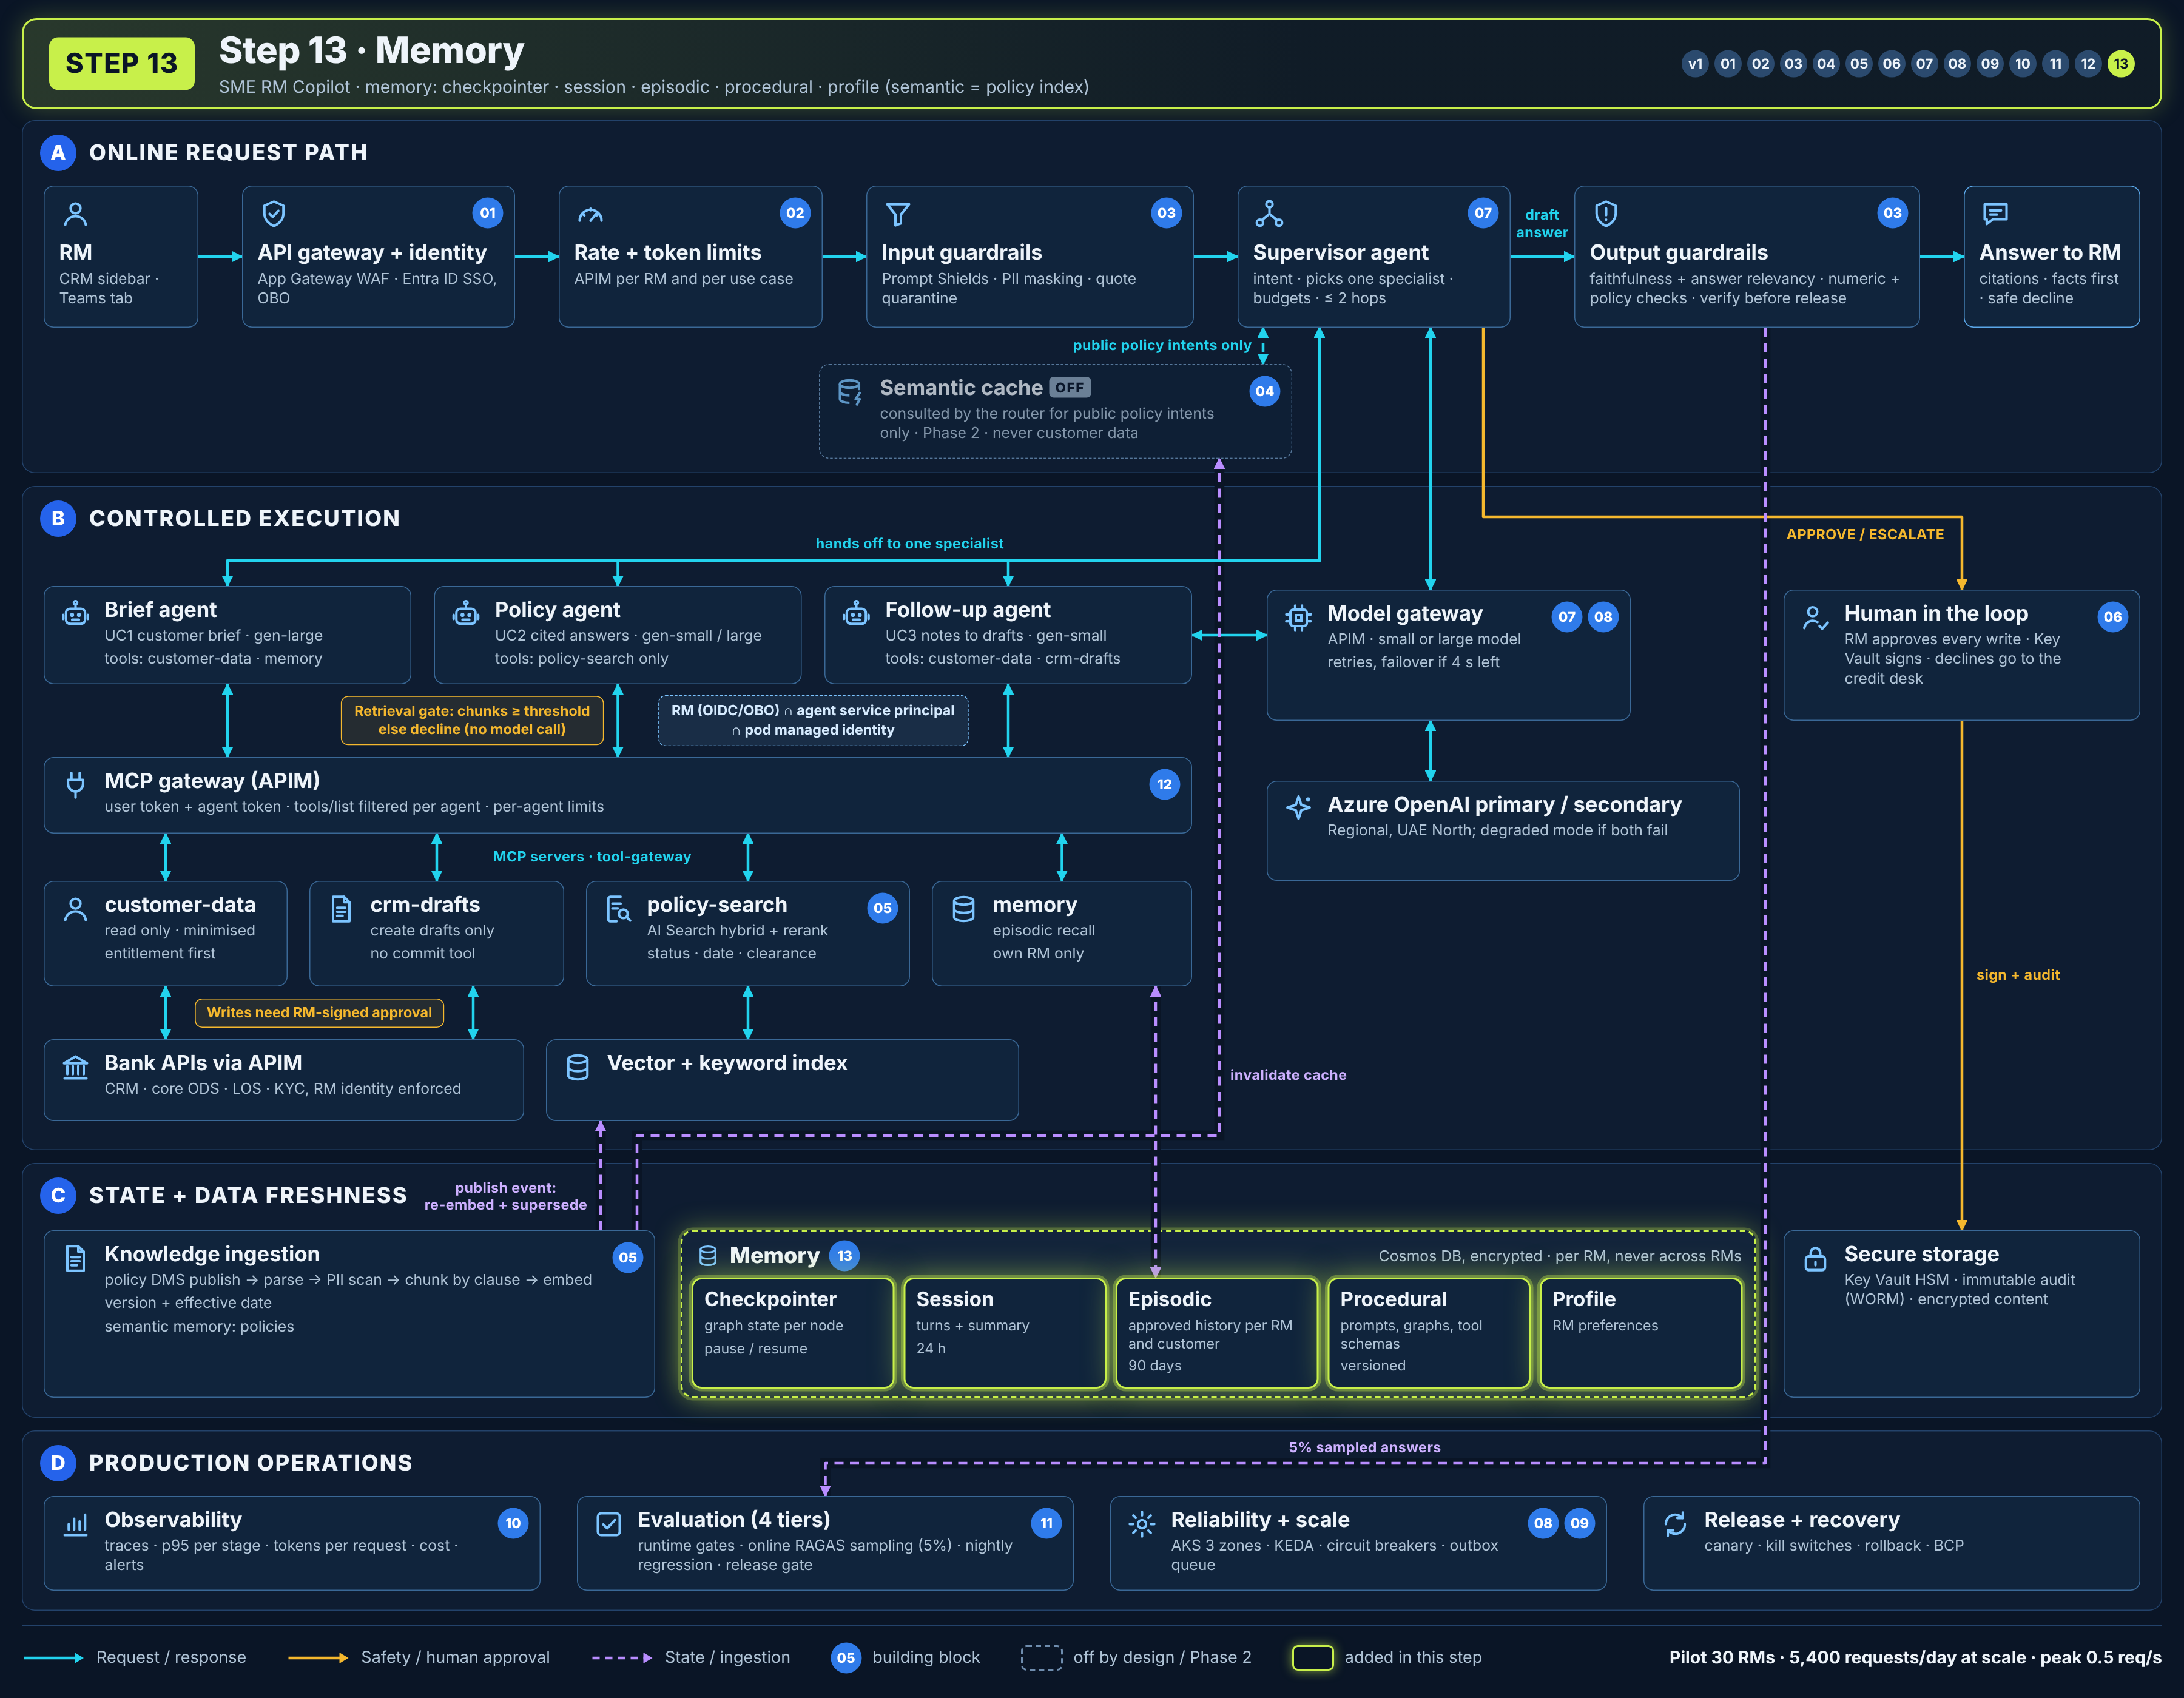 STEP 13
Step 13 · Memory
SME RM Copilot · memory: checkpointer · session · episodic · procedural · profile (semantic = policy index)
v1 01 02 03 04 05 06 07 08 09 10 11 12 13
A ONLINE REQUEST PATH
RM
CRM sidebar ·
Teams tab
01
API gateway + identity
App Gateway WAF · Entra ID SSO,
OBO
02
Rate + token limits
APIM per RM and per use case
03
Input guardrails
Prompt Shields · PII masking · quote
quarantine
07
Supervisor agent
intent · picks one specialist ·
budgets · ≤ 2 hops
draft
answer
03
Output guardrails
faithfulness + answer relevancy · numeric +
policy checks · verify before release
Answer to RM
citations · facts first
· safe decline
public policy intents only
Semantic cache OFF
04
consulted by the router for public policy intents
only · Phase 2 · never customer data
B CONTROLLED EXECUTION
hands off to one specialist
APPROVE / ESCALATE
Brief agent
UC1 customer brief · gen-large
tools: customer-data · memory
Policy agent
UC2 cited answers · gen-small / large
tools: policy-search only
Follow-up agent
UC3 notes to drafts · gen-small
tools: customer-data · crm-drafts
Model gateway
07 08
APIM · small or large model
retries, failover if 4 s left
Human in the loop
06
RM approves every write · Key
Vault signs · declines go to the
credit desk
Retrieval gate: chunks ≥ threshold
else decline (no model call)
RM (OIDC/OBO) ∩ agent service principal
∩ pod managed identity
MCP gateway (APIM)
12
user token + agent token · tools/list filtered per agent · per-agent limits
Azure OpenAI primary / secondary
Regional, UAE North; degraded mode if both fail
MCP servers · tool-gateway
customer-data
read only · minimised
entitlement first
crm-drafts
create drafts only
no commit tool
policy-search
05
AI Search hybrid + rerank
status · date · clearance
memory
episodic recall
own RM only
sign + audit
Writes need RM-signed approval
Bank APIs via APIM
CRM · core ODS · LOS · KYC, RM identity enforced
Vector + keyword index
invalidate cache
C STATE + DATA FRESHNESS
publish event:
re-embed + supersede
Knowledge ingestion
05
policy DMS publish → parse → PII scan → chunk by clause → embed
version + effective date
semantic memory: policies
Memory 13
Cosmos DB, encrypted · per RM, never across RMs
Checkpointer
graph state per node
pause / resume
Session
turns + summary
24 h
Episodic
approved history per RM
and customer
90 days
Procedural
prompts, graphs, tool
schemas
versioned
Profile
RM preferences
Secure storage
Key Vault HSM · immutable audit
(WORM) · encrypted content
D PRODUCTION OPERATIONS
5% sampled answers
Observability
10
traces · p95 per stage · tokens per request · cost ·
alerts
Evaluation (4 tiers)
11
runtime gates · online RAGAS sampling (5%) · nightly
regression · release gate
Reliability + scale
08 09
AKS 3 zones · KEDA · circuit breakers · outbox
queue
Release + recovery
canary · kill switches · rollback · BCP
Request / response
Safety / human approval
State / ingestion
05 building block
off by design / Phase 2
added in this step
Pilot 30 RMs · 5,400 requests/day at scale · peak 0.5 req/s